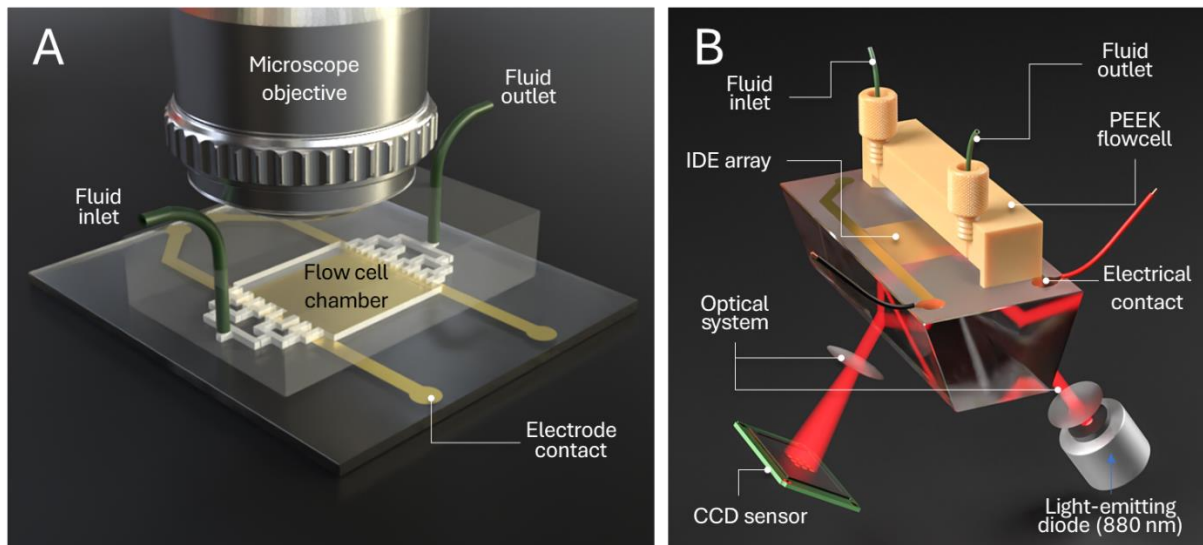 A
Microscope
objective
Fluid
outlet
Fluid
inlet
Flow cell
chamber
Electrode
contact
B
Fluid
inlet
Fluid
outlet
PEEK
flowcell
IDE array
Electrical
contact
Optical
system
CCD sensor
Light-emitting
diode (880 nm)